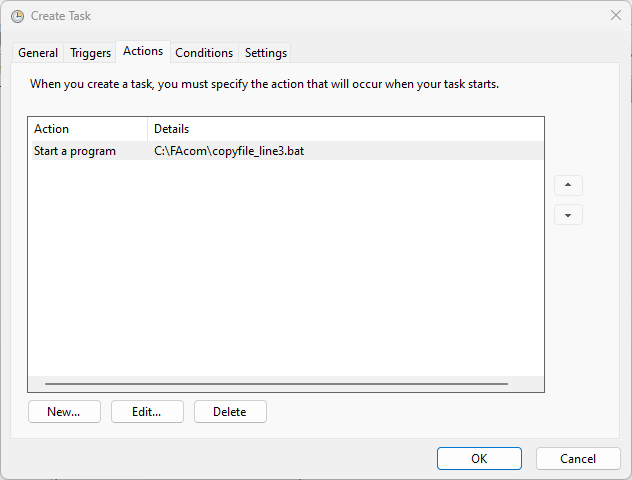 Create Task
General Triggers Actions Conditions Settings
When you create a task, you must specify the action that will occur when your task starts.
Action Details
Start a program C:\FAcom\copyfile_line3.bat
New... Edit... Delete
OK Cancel